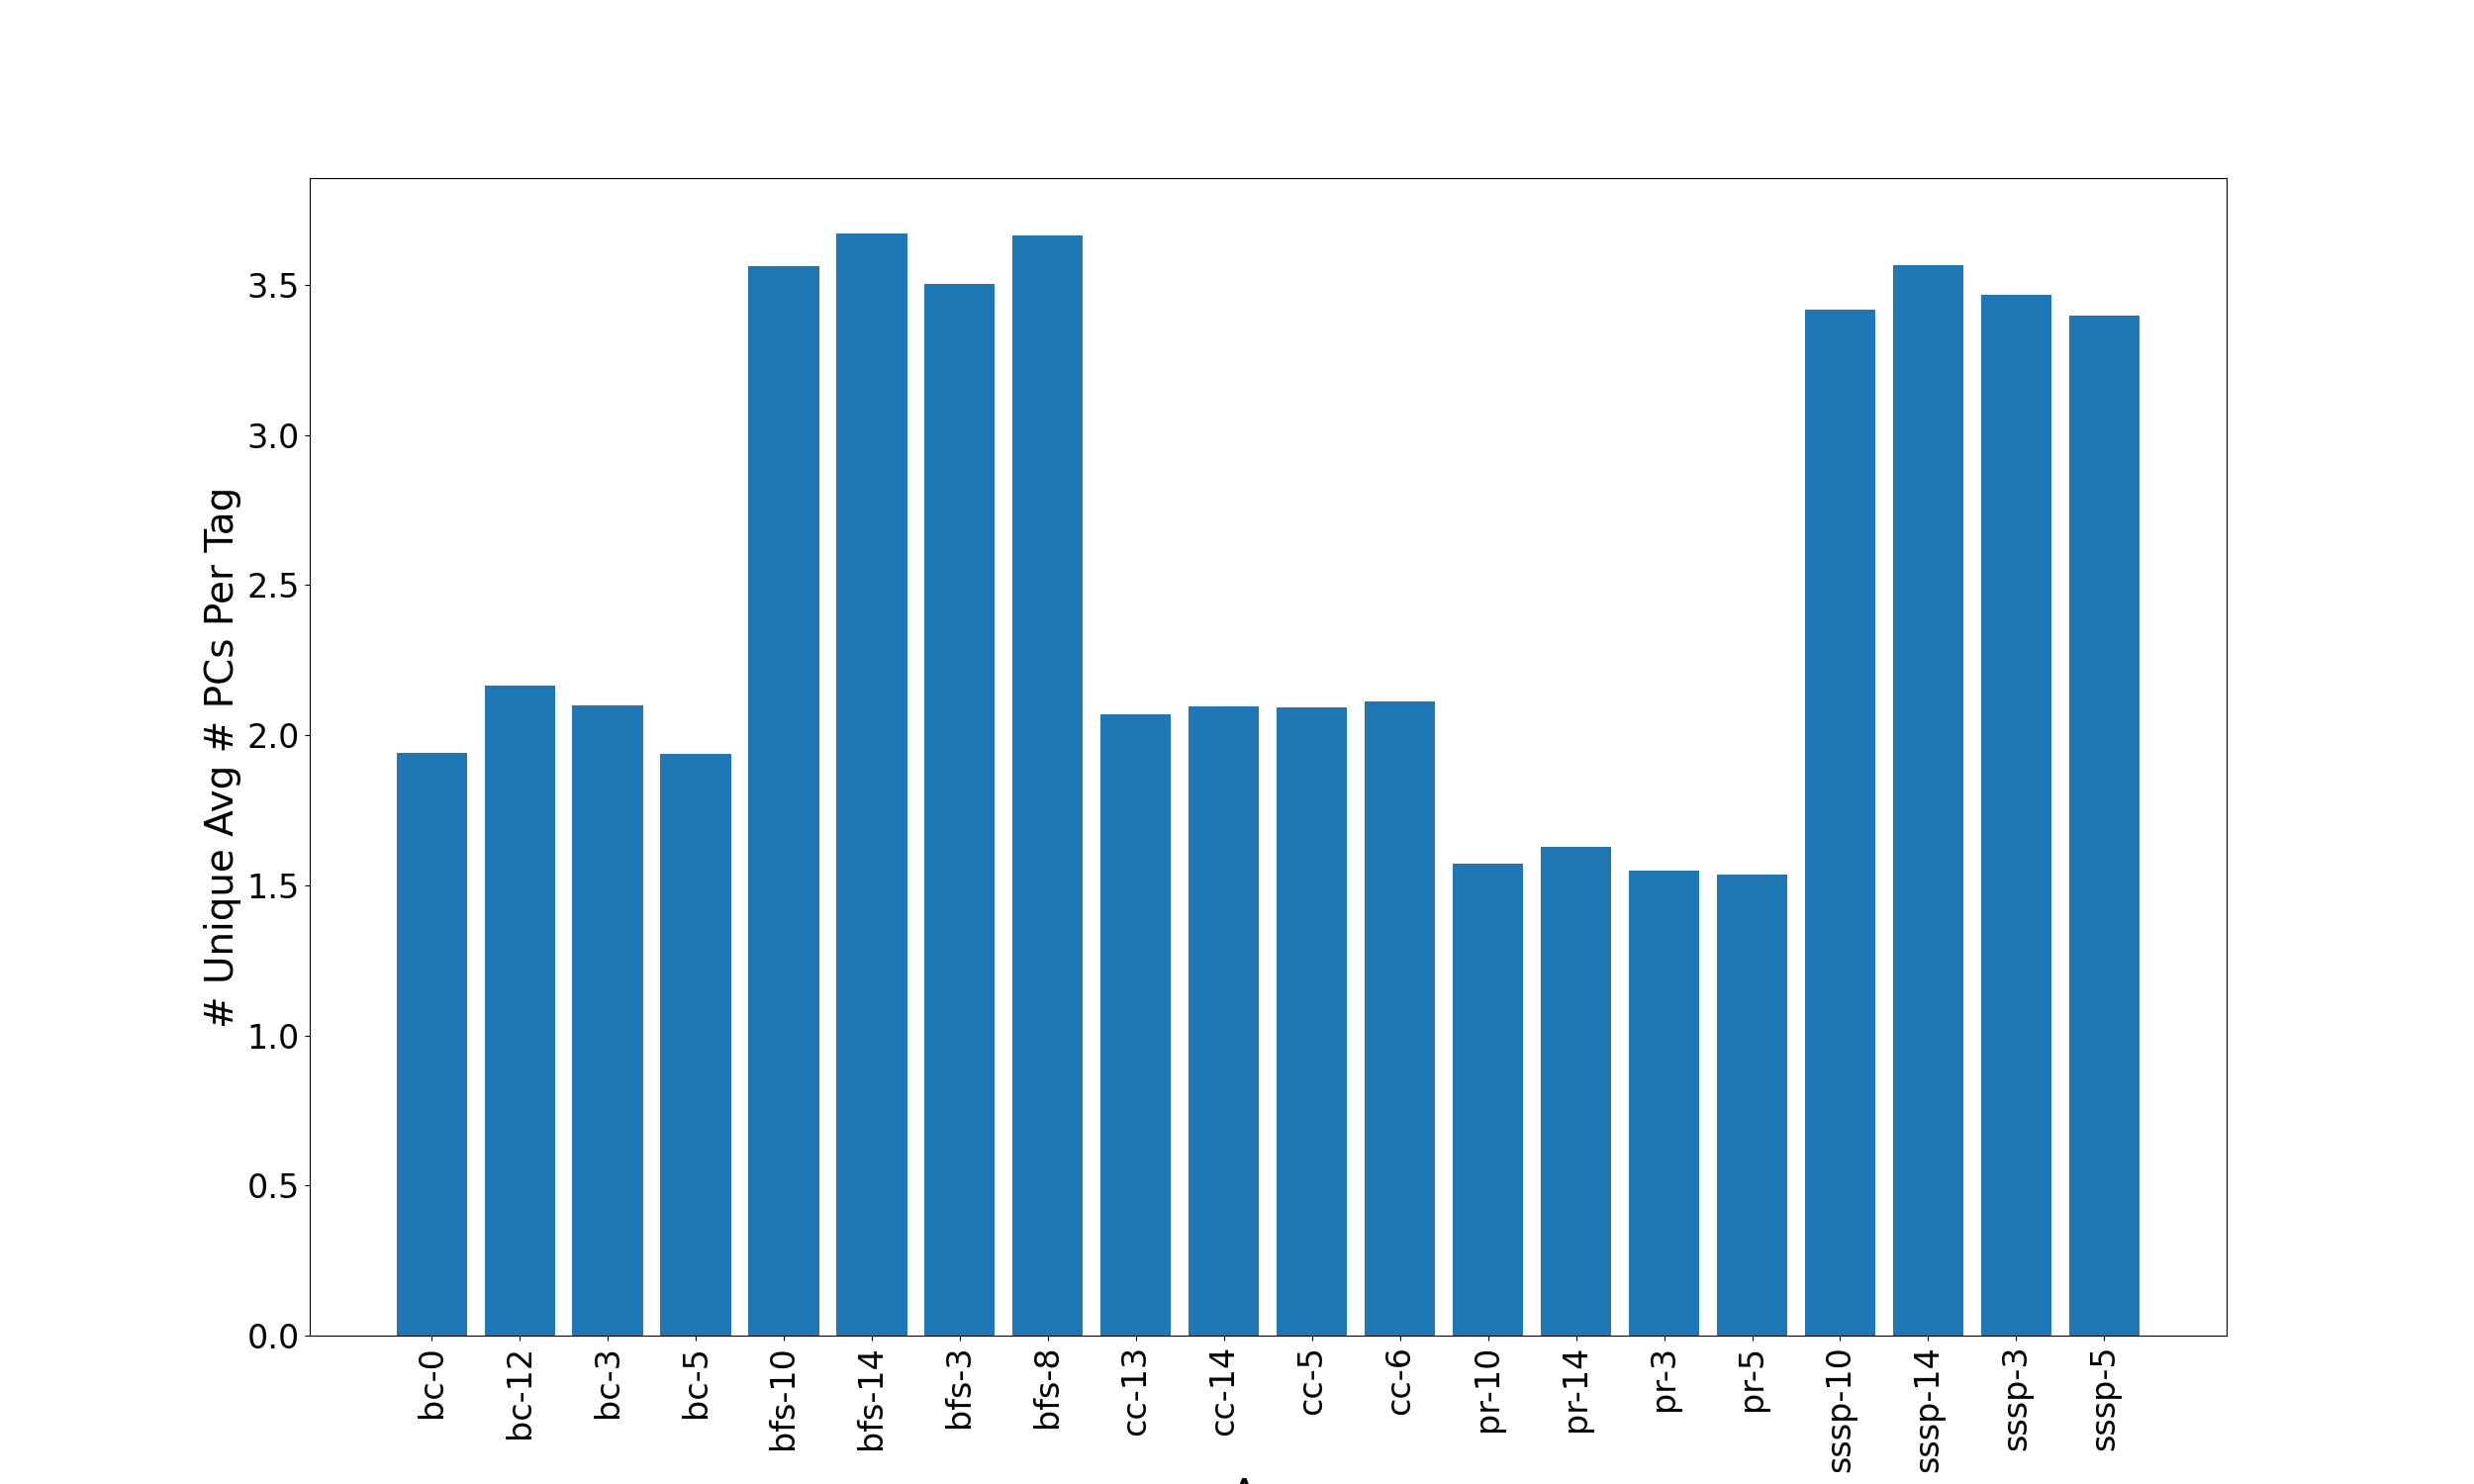 # Unique Avg # PCs Per Tag
3.5
3.0
2.5
2.0
1.5
1.0
0.5
0.0
bc-0
bc-12
bc-3
bc-5
bfs-10
bfs-14
bfs-3
bfs-8
cc-13
cc-14
cc-5
cc-6
pr-10
pr-14
pr-3
pr-5
sssp-10
sssp-14
sssp-3
sssp-5